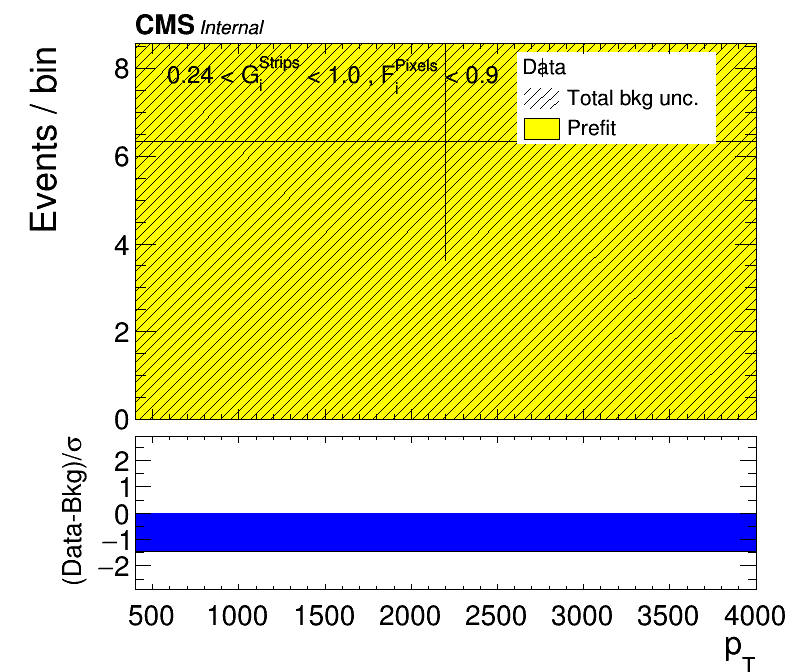 CMS Internal
Events / bin
0.24 < G_i^Strips < 1.0 , F_i^Pixels < 0.9
Data
Total bkg unc.
Prefit
8
6
4
2
0
(Data-Bkg)/σ
2
1
0
−1
−2
500 1000 1500 2000 2500 3000 3500 4000
p_T